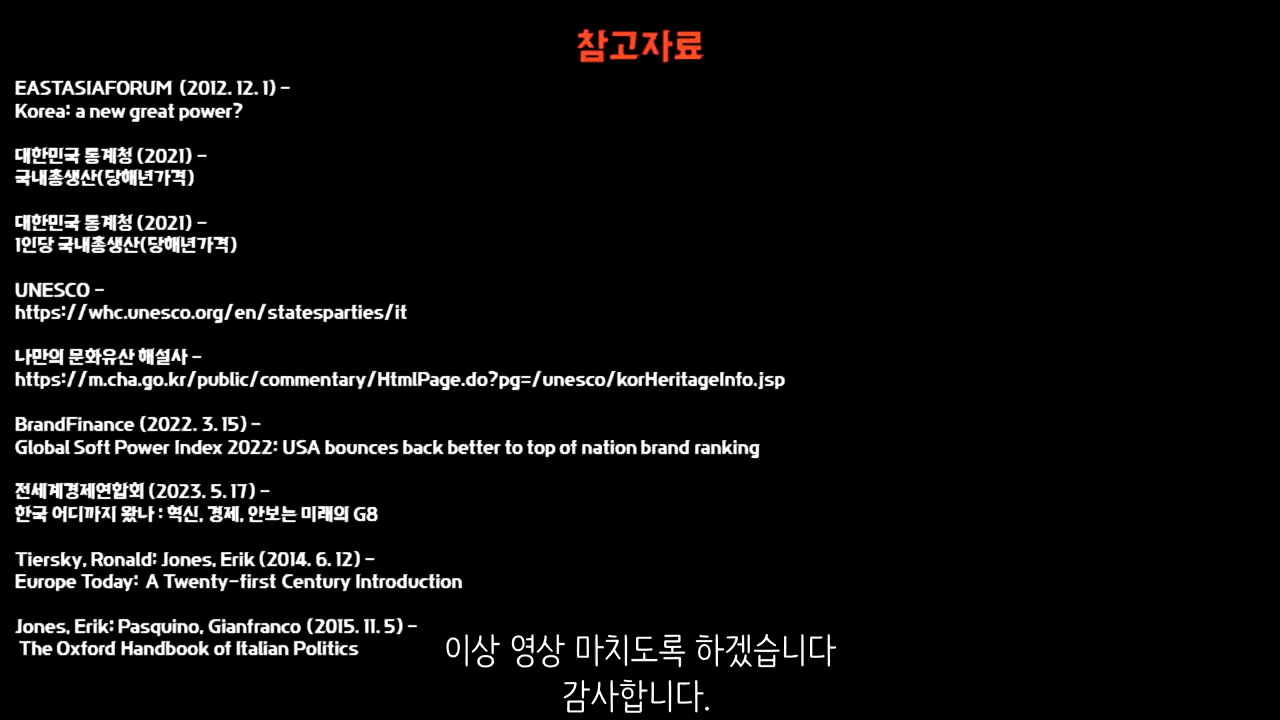 참고자료
EASTASIAFORUM (2012. 12. 1) -
Korea: a new great power?
대한민국 통계청 (2021) -
국내총생산(당해년가격)
대한민국 통계청 (2021) -
1인당 국내총생산(당해년가격)
UNESCO -
https://whc.unesco.org/en/statesparties/it
나만의 문화유산 해설사 -
https://m.cha.go.kr/public/commentary/HtmlPage.do?pg=/unesco/korHeritageInfo.jsp
BrandFinance (2022. 3. 15) -
Global Soft Power Index 2022: USA bounces back better to top of nation brand ranking
전세계경제연합회 (2023. 5. 17) -
한국 어디까지 왔나 : 혁신, 경제, 안보는 미래의 G8
Tiersky, Ronald; Jones, Erik (2014. 6. 12) -
Europe Today: A Twenty-first Century Introduction
Jones, Erik; Pasquino, Gianfranco (2015. 11. 5) -
The Oxford Handbook of Italian Politics
이상 영상 마치도록 하겠습니다
감사합니다.